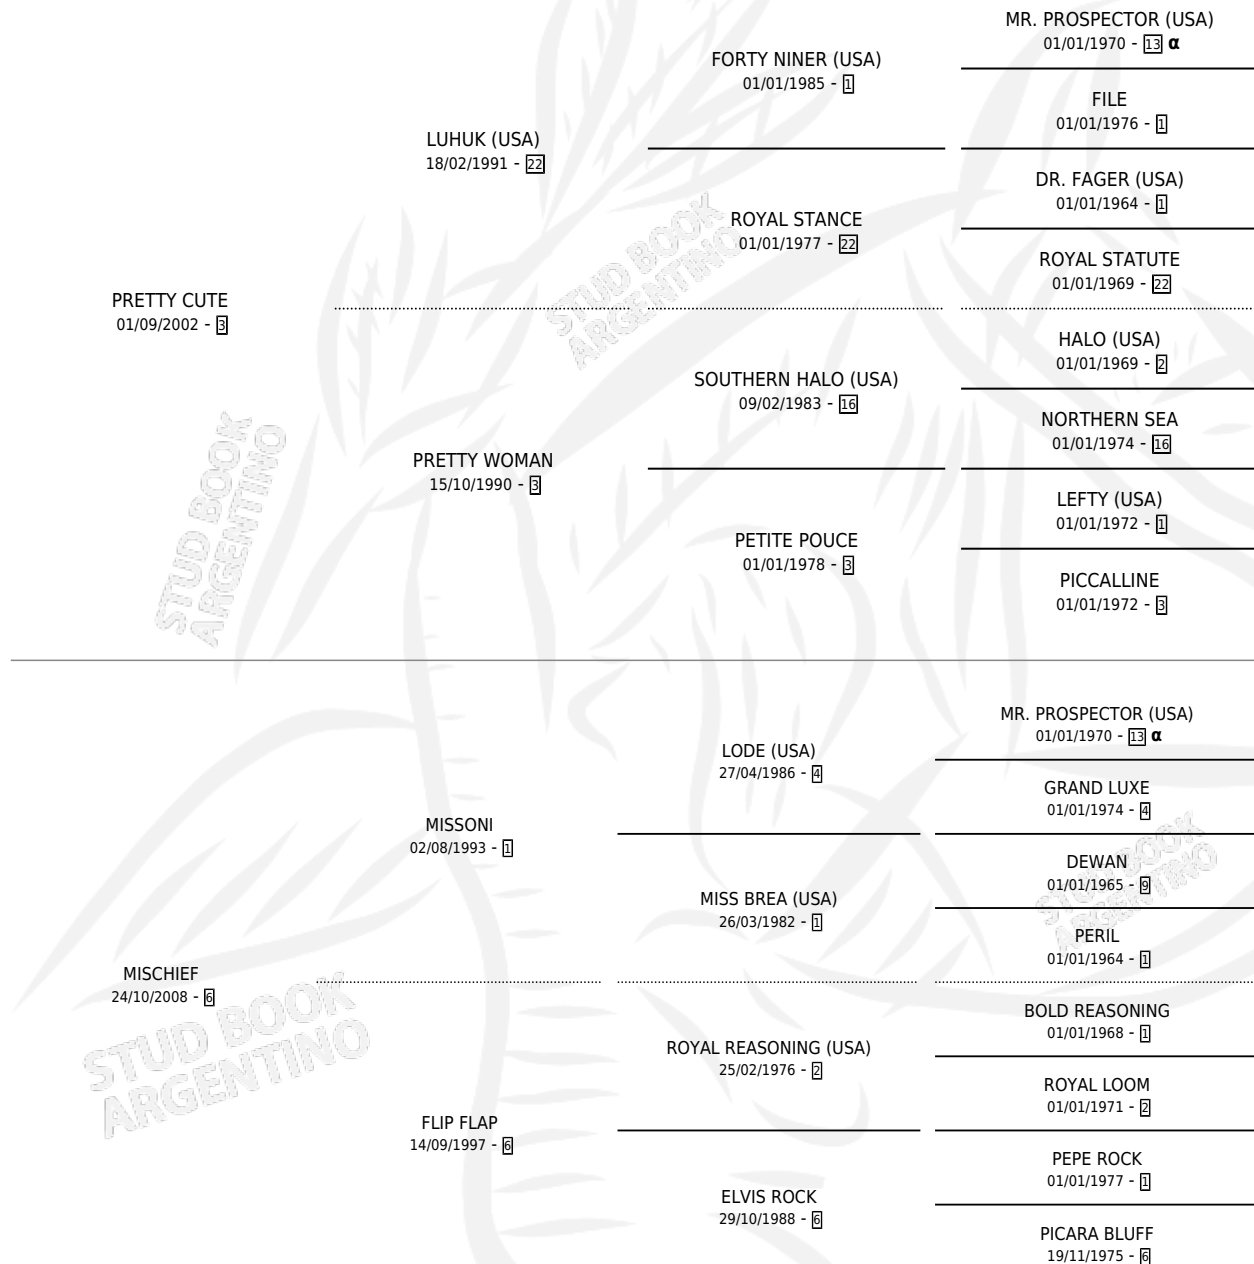 MR. PROSPECTOR (USA)
01/01/1970 - 13 α
FORTY NINER (USA)
01/01/1985 - 1
FILE
01/01/1976 - 1
LUHUK (USA)
18/02/1991 - 22
DR. FAGER (USA)
01/01/1964 - 1
ROYAL STANCE
01/01/1977 - 22
ROYAL STATUTE
01/01/1969 - 22
PRETTY CUTE
01/09/2002 - 3
HALO (USA)
01/01/1969 - 2
SOUTHERN HALO (USA)
09/02/1983 - 16
NORTHERN SEA
01/01/1974 - 16
PRETTY WOMAN
15/10/1990 - 3
LEFTY (USA)
01/01/1972 - 1
PETITE POUCE
01/01/1978 - 3
PICCALLINE
01/01/1972 - 3
STUD BOOK
ARGENTINO
STUD BOOK
ARGENTINO
MR. PROSPECTOR (USA)
01/01/1970 - 13 α
LODE (USA)
27/04/1986 - 4
GRAND LUXE
01/01/1974 - 4
MISSONI
02/08/1993 - 1
DEWAN
01/01/1965 - 9
MISS BREA (USA)
26/03/1982 - 1
PERIL
01/01/1964 - 1
MISCHIEF
24/10/2008 - 6
BOLD REASONING
01/01/1968 - 1
ROYAL REASONING (USA)
25/02/1976 - 2
ROYAL LOOM
01/01/1971 - 2
FLIP FLAP
14/09/1997 - 6
PEPE ROCK
01/01/1977 - 1
ELVIS ROCK
29/10/1988 - 6
PICARA BLUFF
19/11/1975 - 6
STUD BOOK
ARGENTINO
STUD BOOK
ARGENTINO